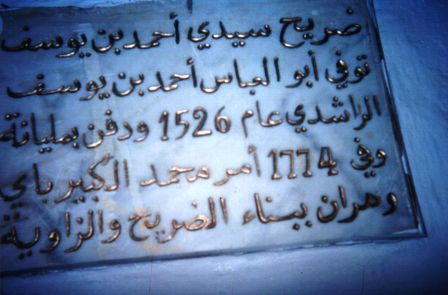 ضريح سيدي أحمد بن يوسف
توفي أبو العباس أحمد بن يوسف
الراشدي عام 1526 ودفن بمليانة
وفي 1774 أمر محمد الكبير باي
وهران ببناء الضريح والزاوية